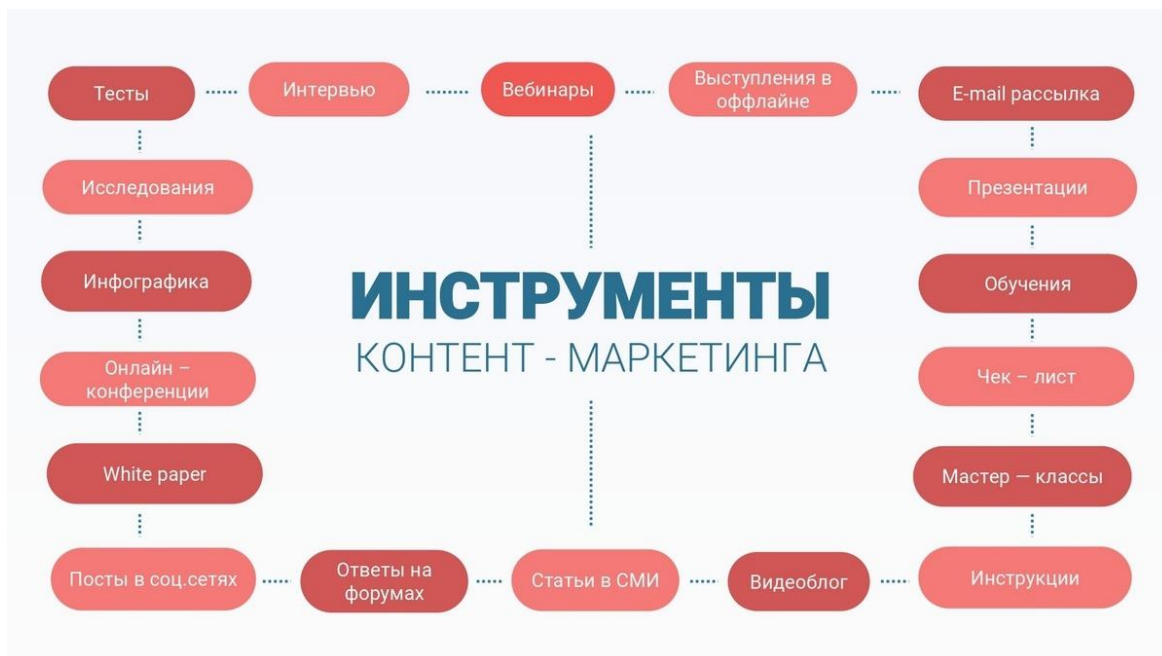 Тесты
Интервью
Вебинары
Выступления в
оффлайне
E-mail рассылка
Исследования
Презентации
Инфографика
Обучения
ИНСТРУМЕНТЫ
КОНТЕНТ - МАРКЕТИНГА
Онлайн –
конференции
Чек – лист
White paper
Мастер — классы
Посты в соц.сетях
Ответы на
форумах
Статьи в СМИ
Видеоблог
Инструкции